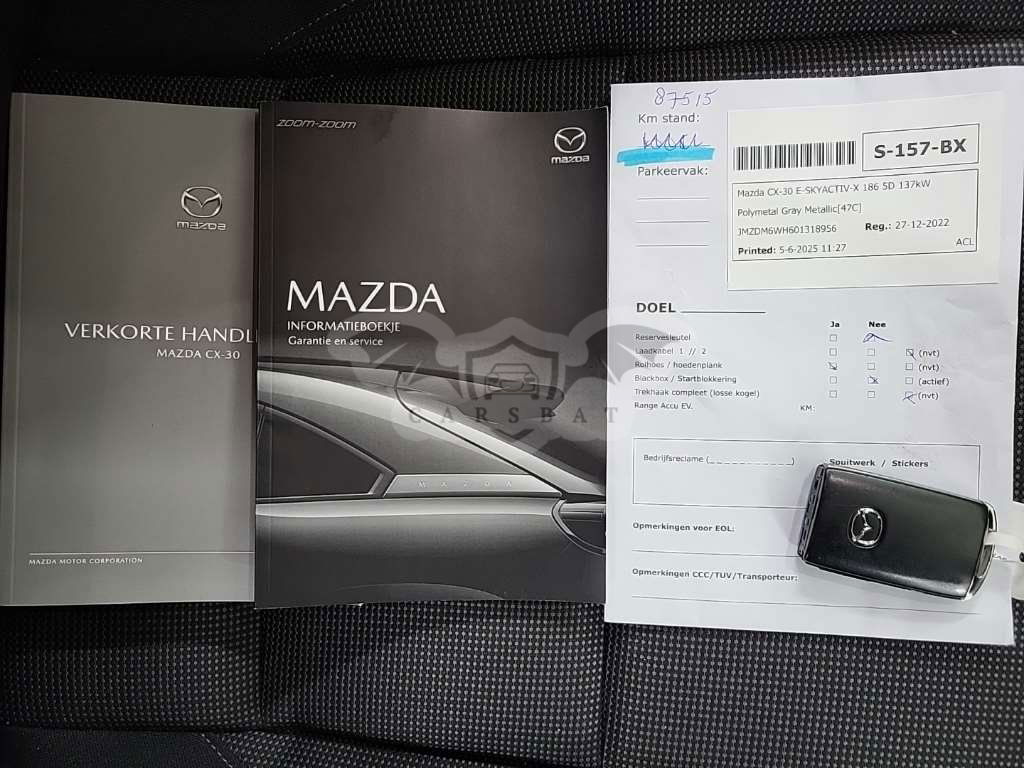 mazda
VERKORTE HANDL
MAZDA CX-30
MAZDA MOTOR CORPORATION
ZOOM-ZOOM
mazda
MAZDA
INFORMATIEBOEKJE
Garantie en service
MAZDA
CARSBAT
87515
Km stand:
Parkeervak:
S-157-BX
Mazda CX-30 E-SKYACTIV-X 186 5D 137kW
Polymetal Gray Metallic[47C]
JMZDM6WH601318956 Reg.: 27-12-2022
Printed: 5-6-2025 11:27 ACL
DOEL
Ja Nee
Reservesleutel
Laadkabel 1 // 2 (nvt)
Rolhoes / hoedenplank (nvt)
Blackbox / Startblokkering (actief)
Trekhaak compleet (losse kogel) (nvt)
Range Accu EV. KM:
Bedrijfsreclame (_ _ _ _ _ _ _ _ _ _ _ _) Spuitwerk / Stickers
Opmerkingen voor EOL:
Opmerkingen CCC/TUV/Transporteur: